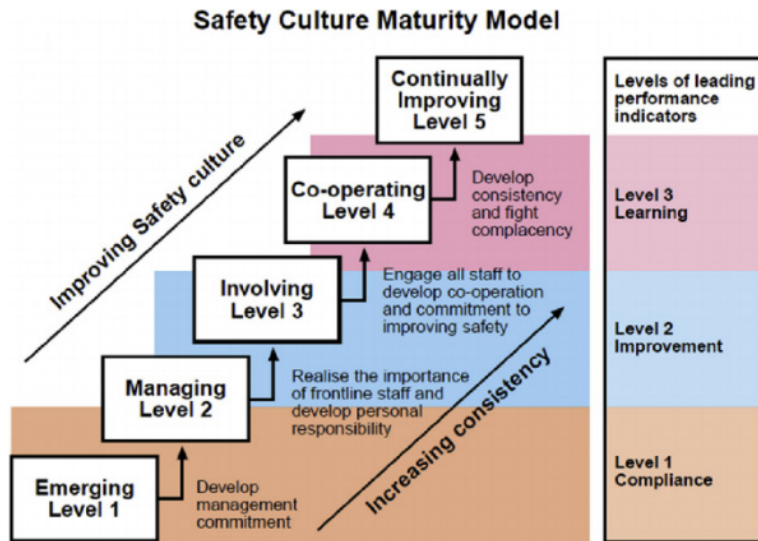 Safety Culture Maturity Model
Continually
Improving
Level 5
Levels of leading
performance
indicators
Improving Safety culture
Co-operating
Level 4
Develop
consistency
and fight
complacency
Level 3
Learning
Involving
Level 3
Engage all staff to
develop co-operation
and commitment to
improving safety
Level 2
Improvement
Managing
Level 2
Realise the importance
of frontline staff and
develop personal
responsibility
Increasing consistency
Emerging
Level 1
Develop
management
commitment
Level 1
Compliance